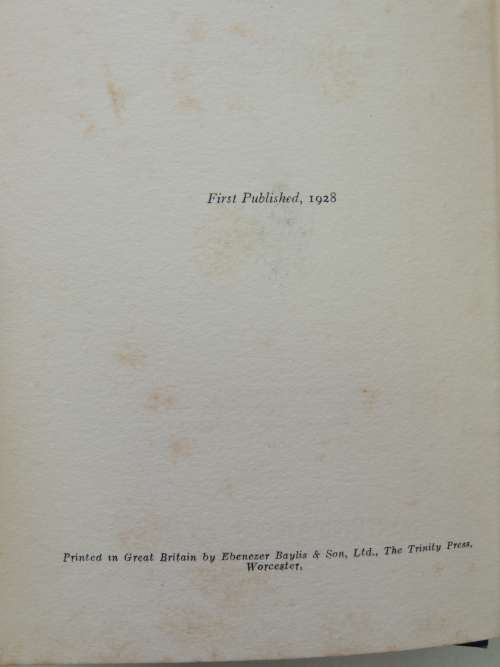 First Published, 1928
Printed in Great Britain by Ebenezer Baylis & Son, Ltd., The Trinity Press,
Worcester.